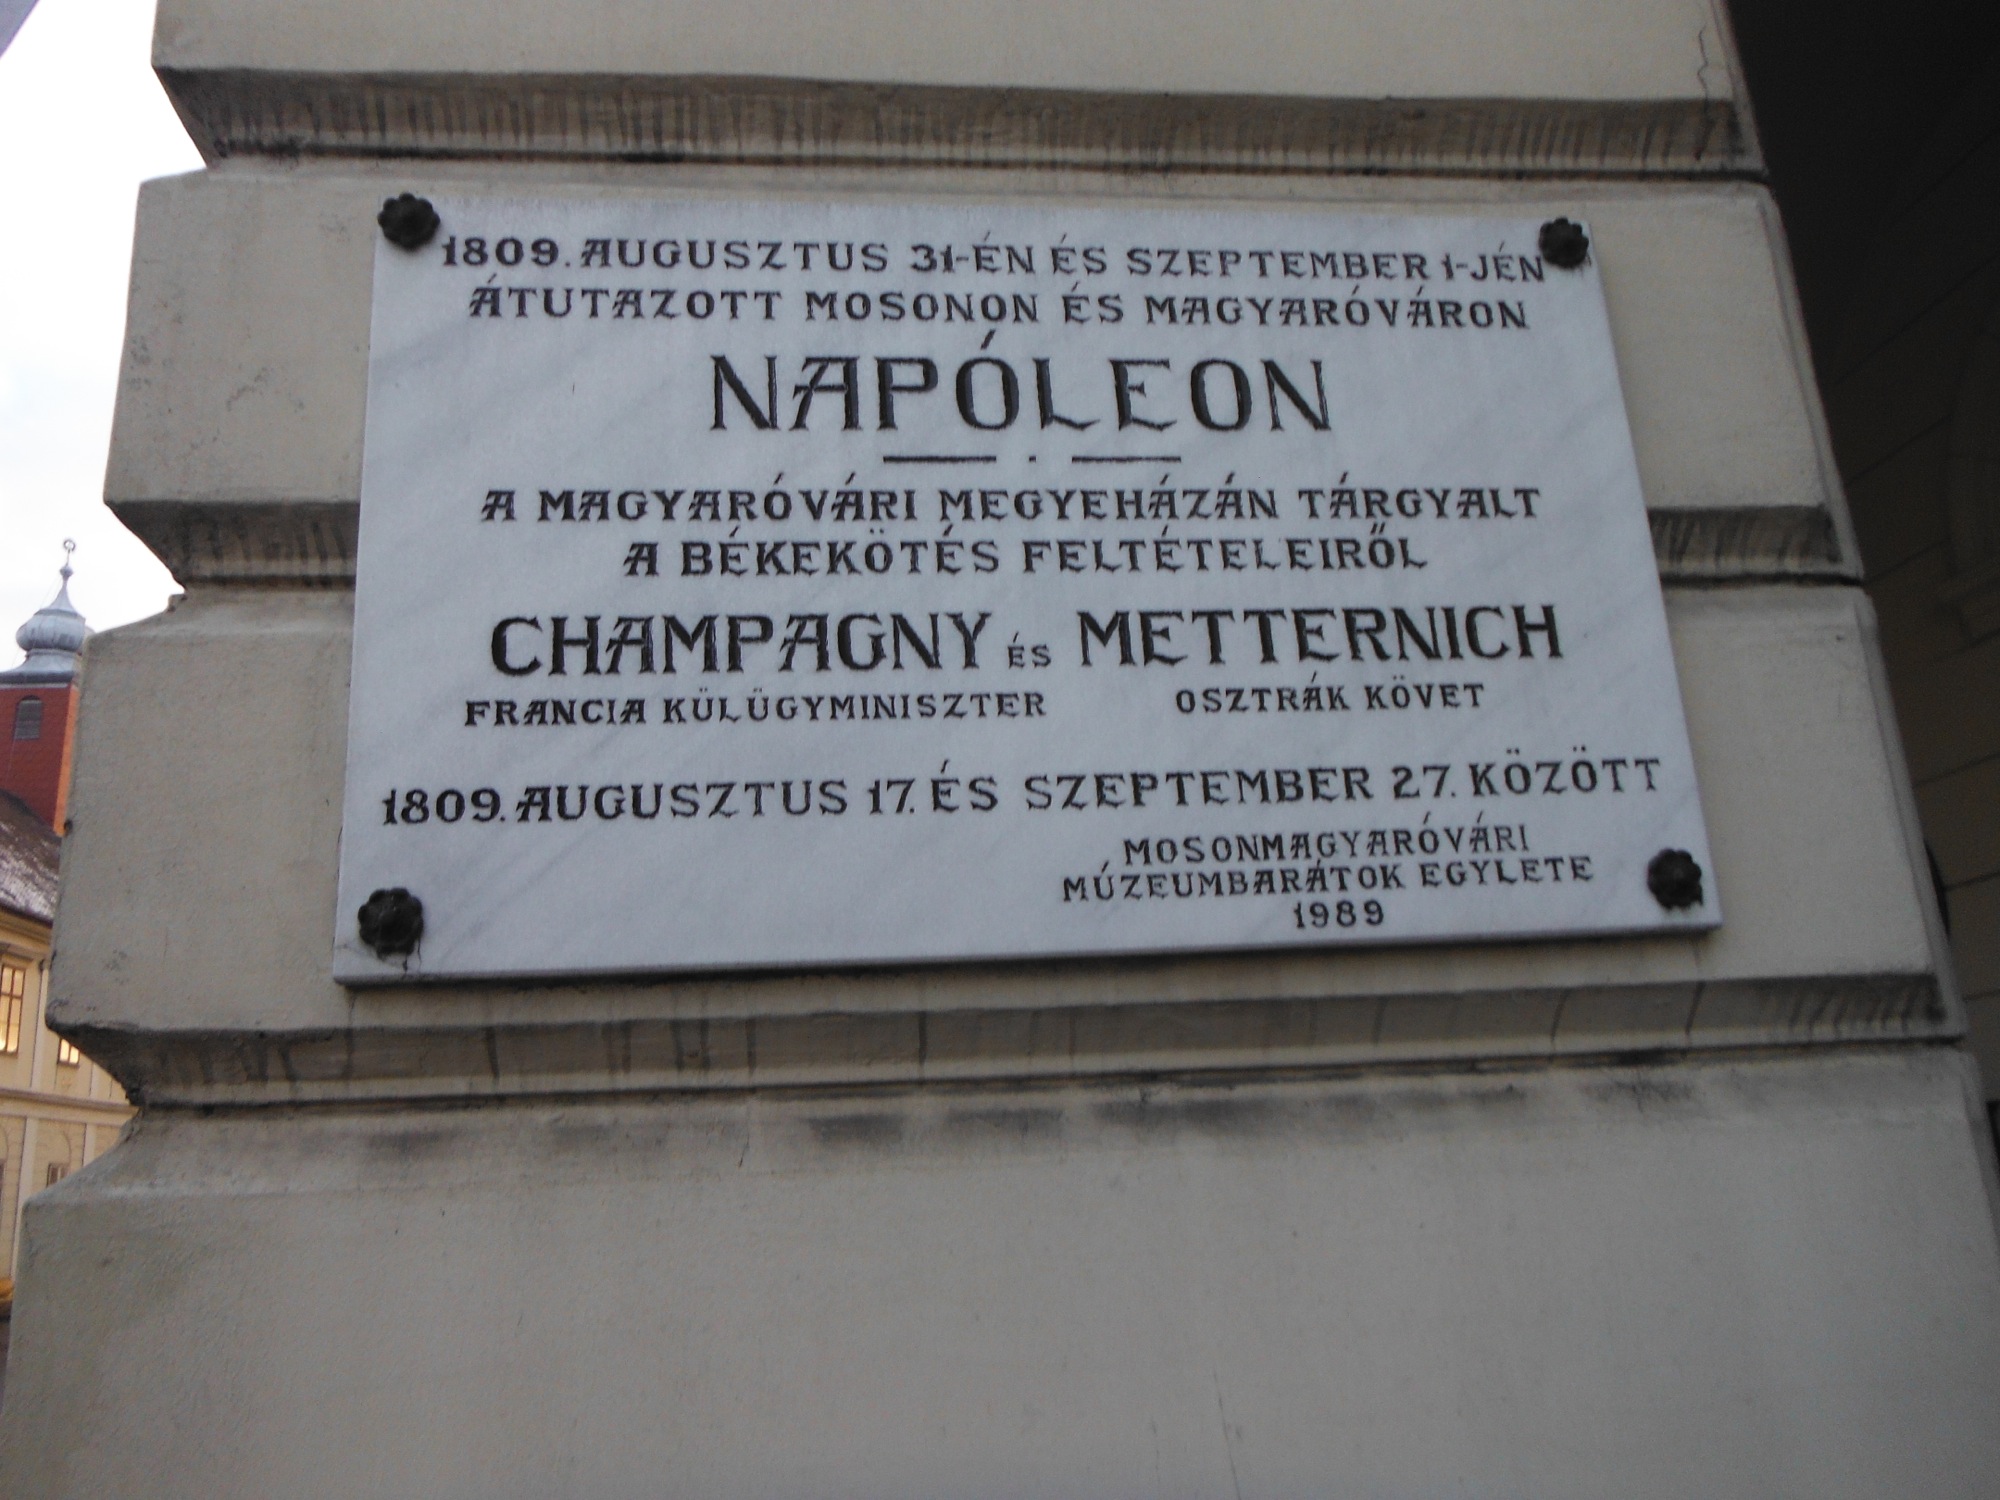 1809. AUGUSZTUS 31-ÉN ÉS SZEPTEMBER 1-JÉN
ÁTUTAZOTT MOSONON ÉS MAGYARÓVÁRON
NAPÓLEON
A MAGYARÓVÁRI MEGYEHÁZÁN TÁRGYALT
A BÉKEKÖTÉS FELTÉTELEIRŐL
CHAMPAGNY ÉS METTERNICH
FRANCIA KÜLÜGYMINISZTER OSZTRÁK KÖVET
1809. AUGUSZTUS 17. ÉS SZEPTEMBER 27. KÖZÖTT
MOSONMAGYARÓVÁRI
MÚZEUMBARÁTOK EGYLETE
1989